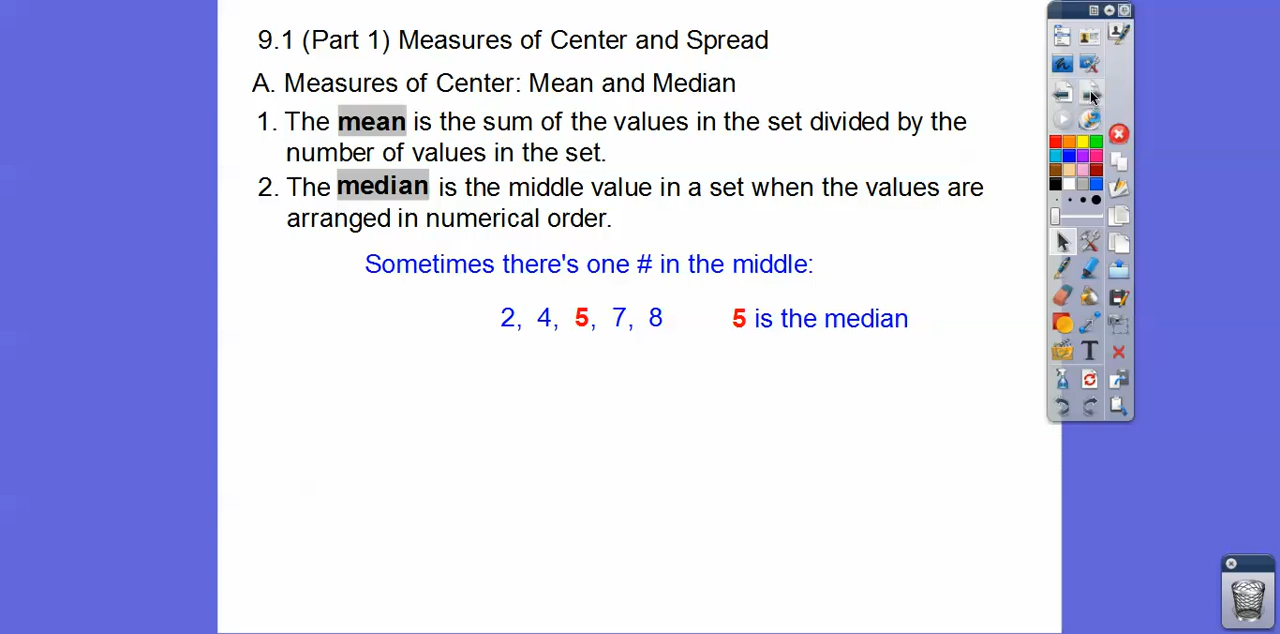 9.1 (Part 1) Measures of Center and Spread
A. Measures of Center: Mean and Median
1. The mean is the sum of the values in the set divided by the
number of values in the set.
2. The median is the middle value in a set when the values are
arranged in numerical order.
Sometimes there's one # in the middle:
2, 4, 5, 7, 8 5 is the median